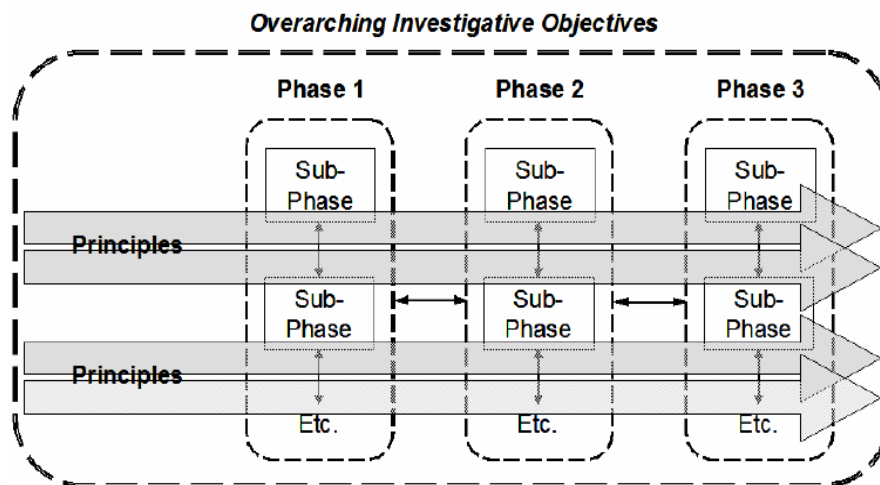 Overarching Investigative Objectives
Phase 1 Phase 2 Phase 3
Sub- Sub- Sub-
Phase Phase Phase
Principles
Sub- Sub- Sub-
Phase Phase Phase
Principles
Etc. Etc. Etc.